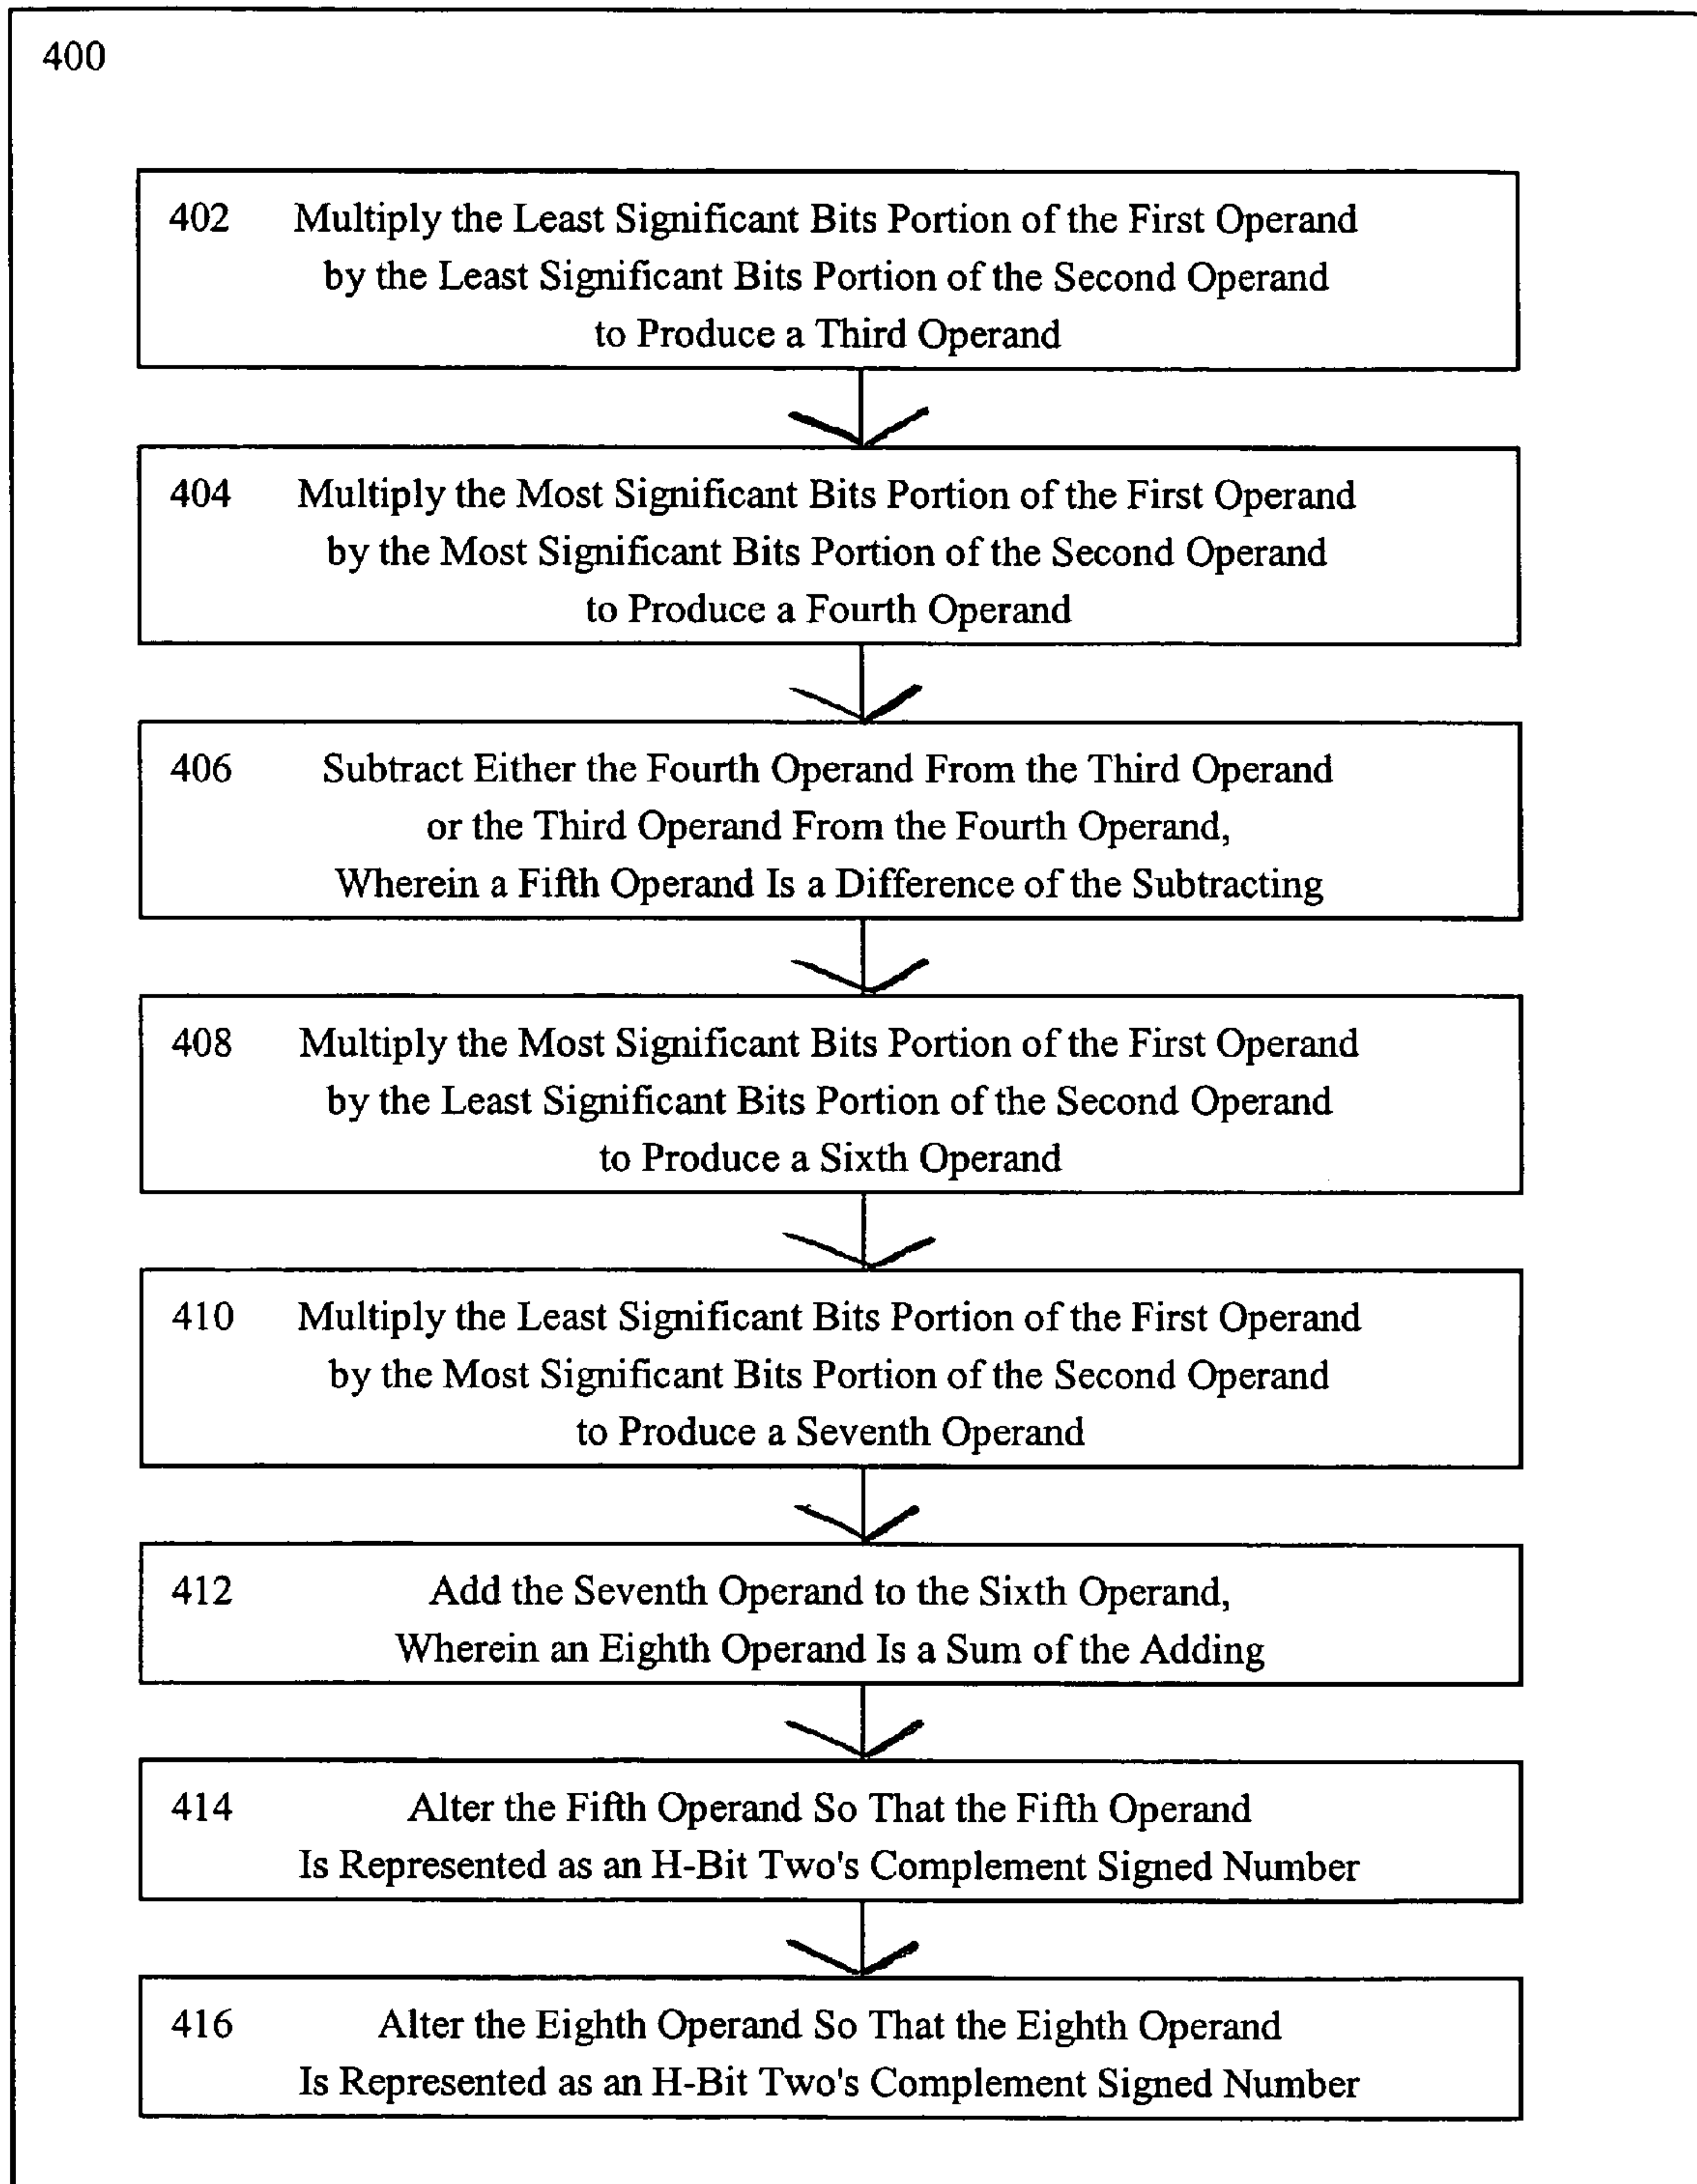 400
402 Multiply the Least Significant Bits Portion of the First Operand
by the Least Significant Bits Portion of the Second Operand
to Produce a Third Operand
404 Multiply the Most Significant Bits Portion of the First Operand
by the Most Significant Bits Portion of the Second Operand
to Produce a Fourth Operand
406 Subtract Either the Fourth Operand From the Third Operand
or the Third Operand From the Fourth Operand,
Wherein a Fifth Operand Is a Difference of the Subtracting
408 Multiply the Most Significant Bits Portion of the First Operand
by the Least Significant Bits Portion of the Second Operand
to Produce a Sixth Operand
410 Multiply the Least Significant Bits Portion of the First Operand
by the Most Significant Bits Portion of the Second Operand
to Produce a Seventh Operand
412 Add the Seventh Operand to the Sixth Operand,
Wherein an Eighth Operand Is a Sum of the Adding
414 Alter the Fifth Operand So That the Fifth Operand
Is Represented as an H-Bit Two's Complement Signed Number
416 Alter the Eighth Operand So That the Eighth Operand
Is Represented as an H-Bit Two's Complement Signed Number